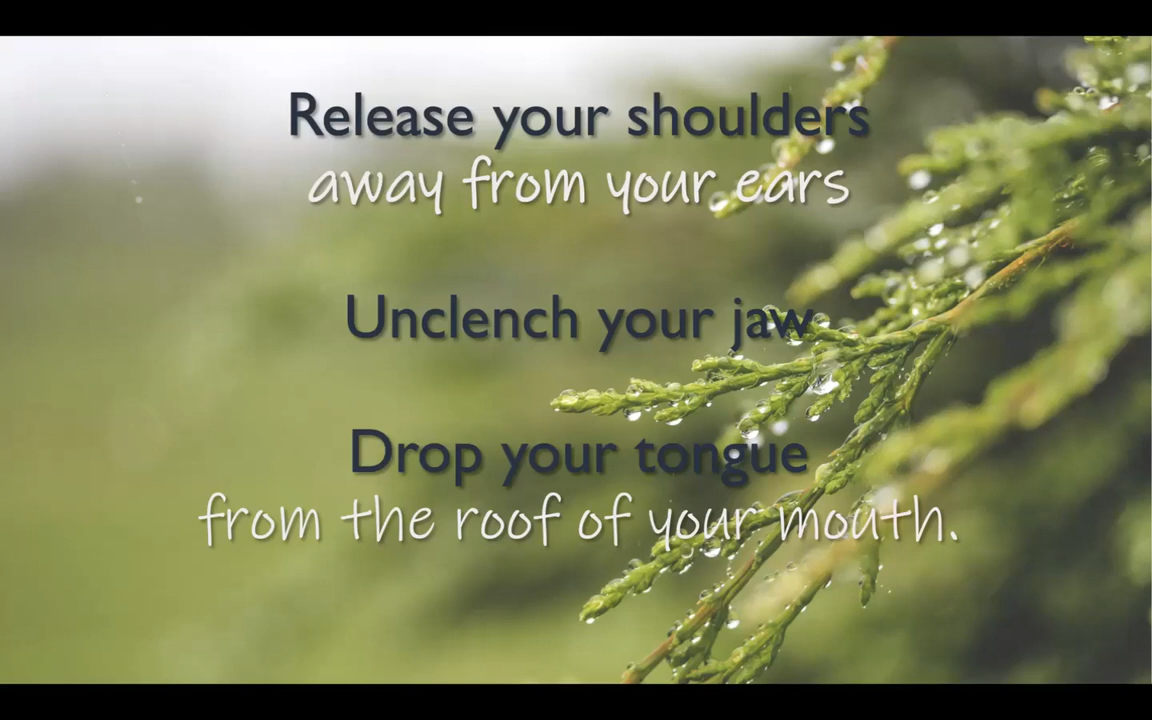 Release your shoulders
away from your ears
Unclench your jaw
Drop your tongue
from the roof of your mouth.